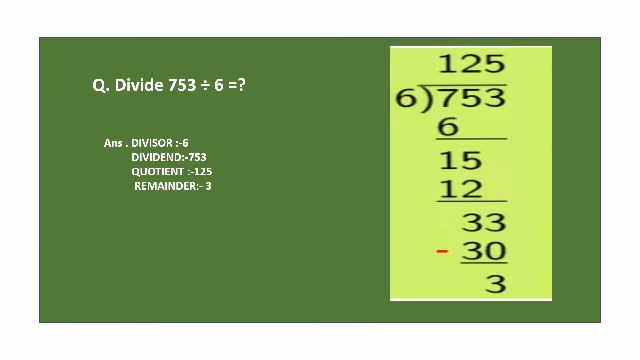 Q. Divide 753 ÷ 6 =?
Ans . DIVISOR :-6
DIVIDEND:-753
QUOTIENT :-125
REMAINDER:- 3
125
6)753
6
15
12
33
- 30
3